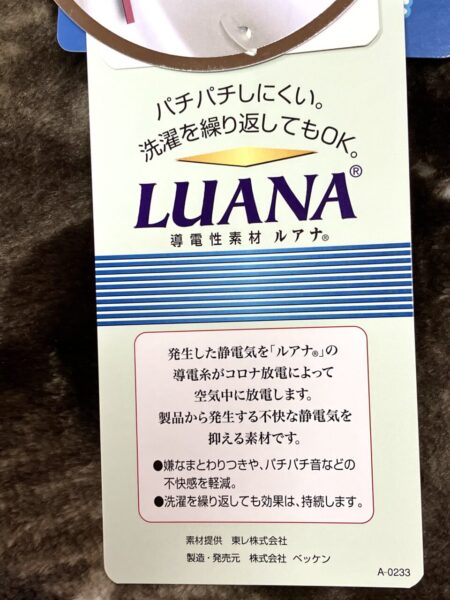 パチパチしにくい。
洗濯を繰り返してもOK。
LUANA®
導電性素材 ルアナ®
発生した静電気を「ルアナ®」の
導電糸がコロナ放電によって
空気中に放電します。
製品から発生する不快な静電気を
抑える素材です。
●嫌なまとわりつきや、パチパチ音などの
不快感を軽減。
●洗濯を繰り返しても効果は、持続します。
素材提供 東レ株式会社
製造・発売元 株式会社 ベッケン
A-0233